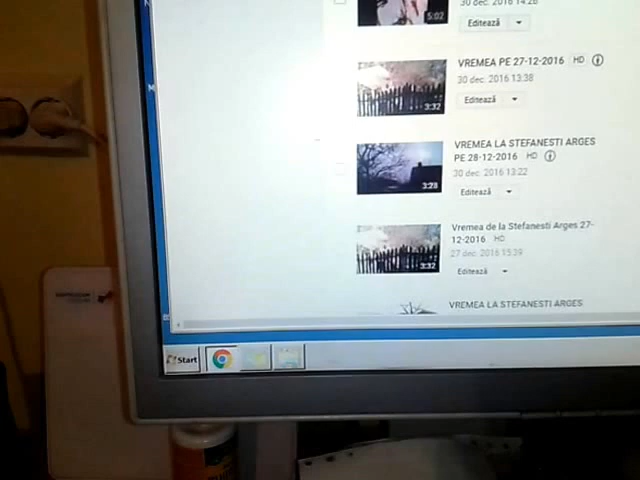 30 dec. 2016 14:26
5:02
Editează
VREMEA PE 27-12-2016 HD
30 dec. 2016 13:38
3:32
Editează
VREMEA LA STEFANESTI ARGES
PE 28-12-2016 HD
30 dec. 2016 13:22
3:28
Editează
Vremea de la Stefanesti Arges 27-
12-2016 HD
27 dec. 2016 15:39
3:32
Editează
VREMEA LA STEFANESTI ARGES
Start